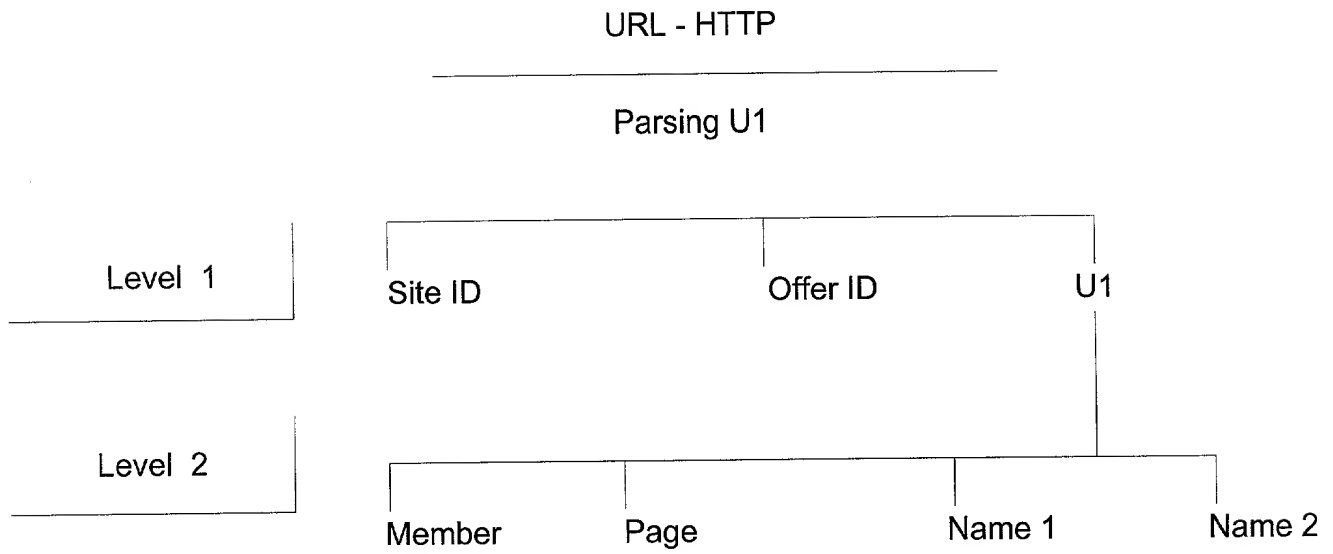 URL - HTTP
Parsing U1
Level 1
Site ID
Offer ID
U1
Level 2
Member
Page
Name 1
Name 2